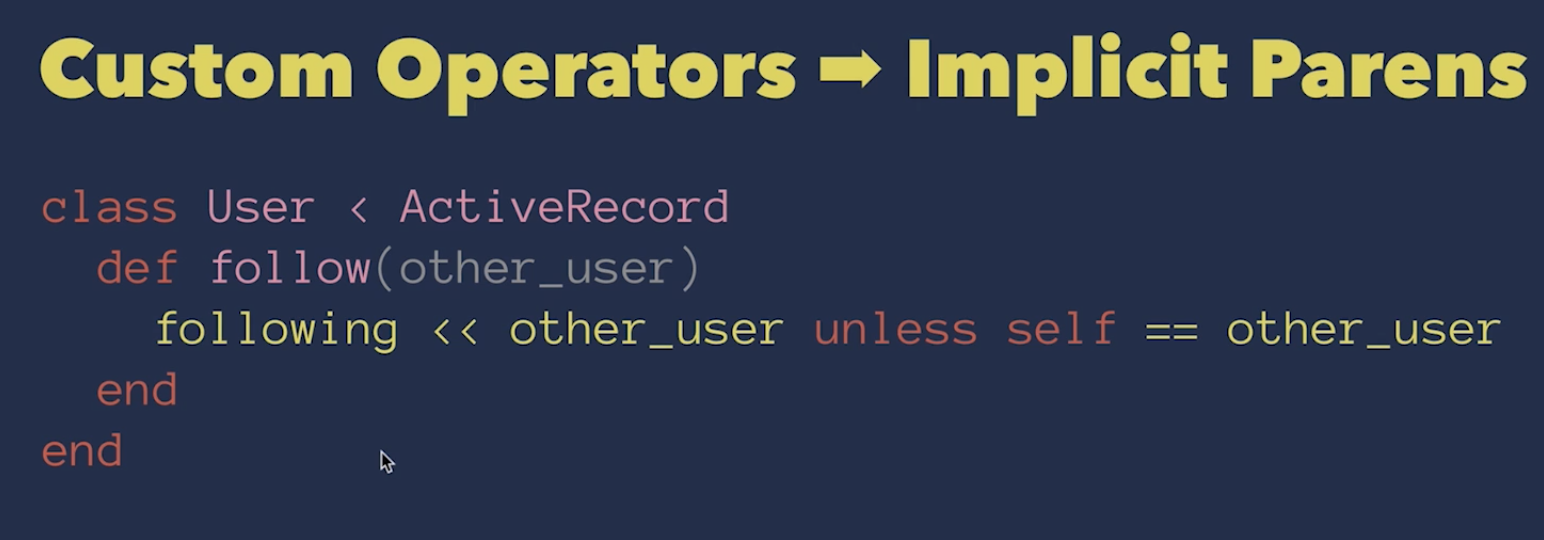 Custom Operators ➡ Implicit Parens
class User < ActiveRecord
  def follow(other_user)
    following << other_user unless self == other_user
  end
end